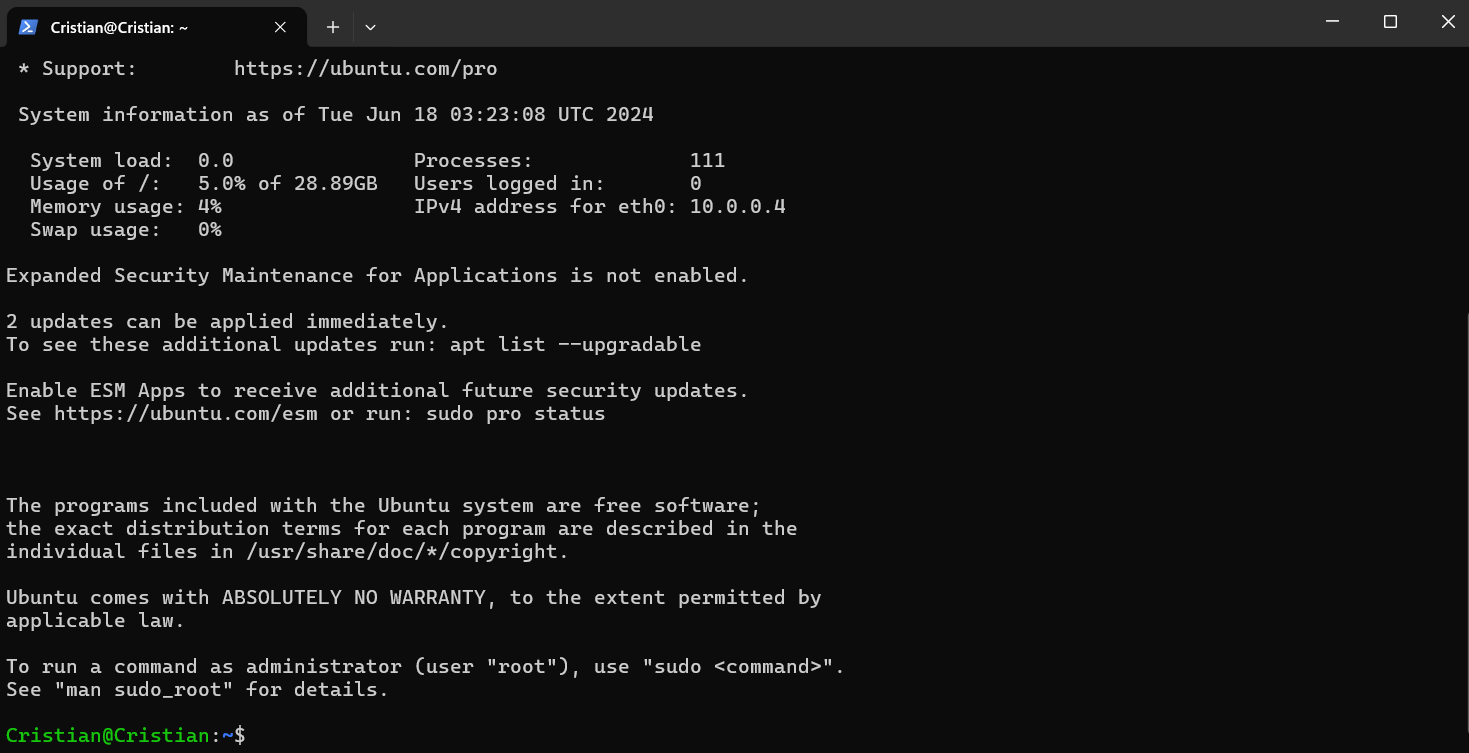 Cristian@Cristian: ~
* Support:        https://ubuntu.com/pro
System information as of Tue Jun 18 03:23:08 UTC 2024
System load:  0.0               Processes:             111
Usage of /:   5.0% of 28.89GB   Users logged in:       0
Memory usage: 4%                IPv4 address for eth0: 10.0.0.4
Swap usage:   0%
Expanded Security Maintenance for Applications is not enabled.
2 updates can be applied immediately.
To see these additional updates run: apt list --upgradable
Enable ESM Apps to receive additional future security updates.
See https://ubuntu.com/esm or run: sudo pro status
The programs included with the Ubuntu system are free software;
the exact distribution terms for each program are described in the
individual files in /usr/share/doc/*/copyright.
Ubuntu comes with ABSOLUTELY NO WARRANTY, to the extent permitted by
applicable law.
To run a command as administrator (user "root"), use "sudo <command>".
See "man sudo_root" for details.
Cristian@Cristian:~$